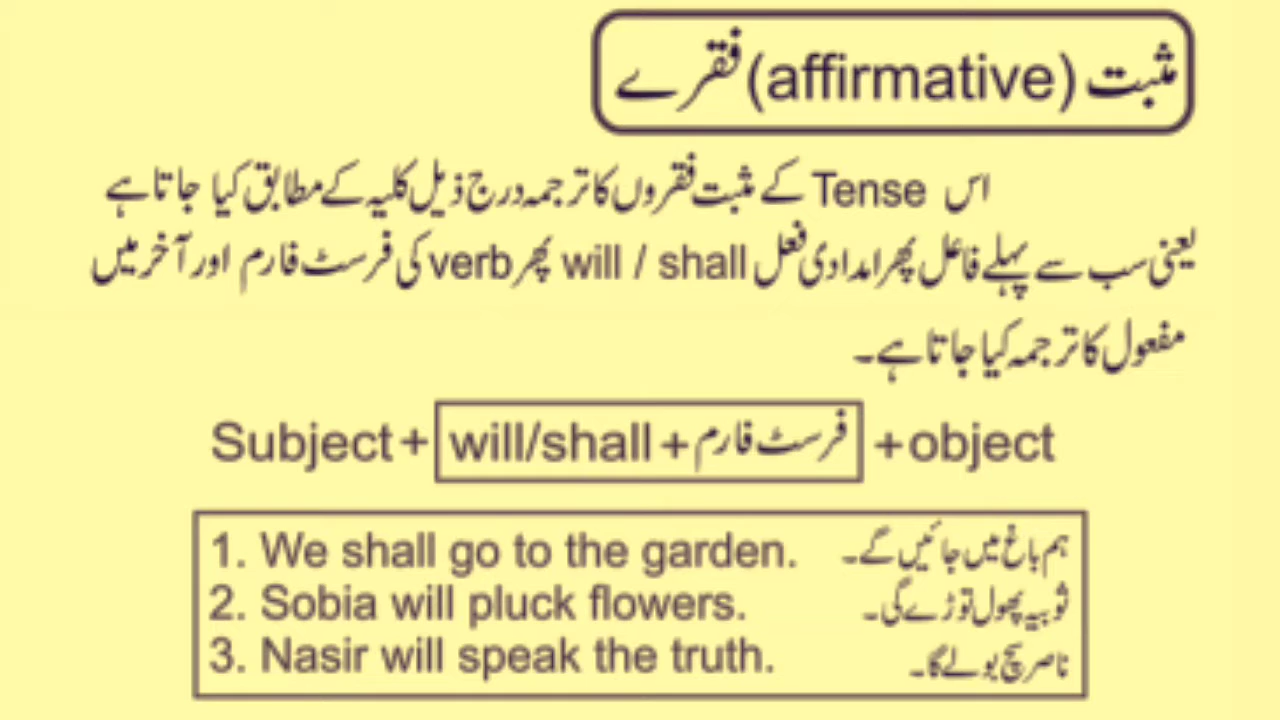 مثبت (affirmative) فقرے
اس Tense کے مثبت فقروں کا ترجمہ درج ذیل کلیہ کے مطابق کیا جاتا ہے
یعنی سب سے پہلے فاعل پھر امدادی فعل will / shall پھر verb کی فرسٹ فارم اور آخر میں
مفعول کا ترجمہ کیا جاتا ہے۔
Subject + will/shall + فرسٹ فارم + object
1. We shall go to the garden. ہم باغ میں جائیں گے۔
2. Sobia will pluck flowers. ثوبیہ پھول توڑے گی۔
3. Nasir will speak the truth. ناصر سچ بولے گا۔